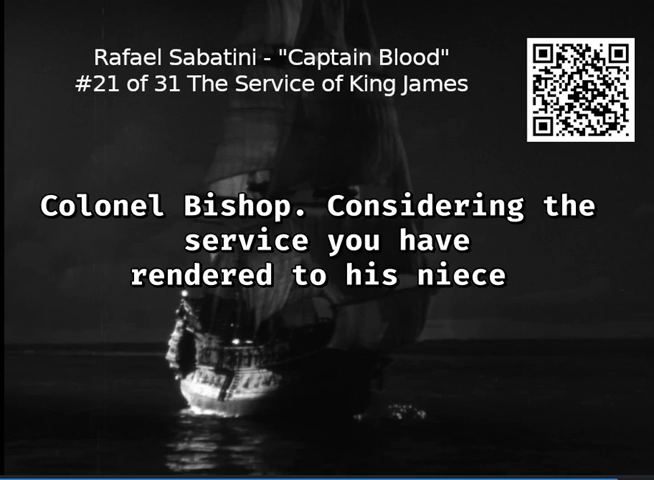 Rafael Sabatini - "Captain Blood"
#21 of 31 The Service of King James
Colonel Bishop. Considering the
service you have
rendered to his niece